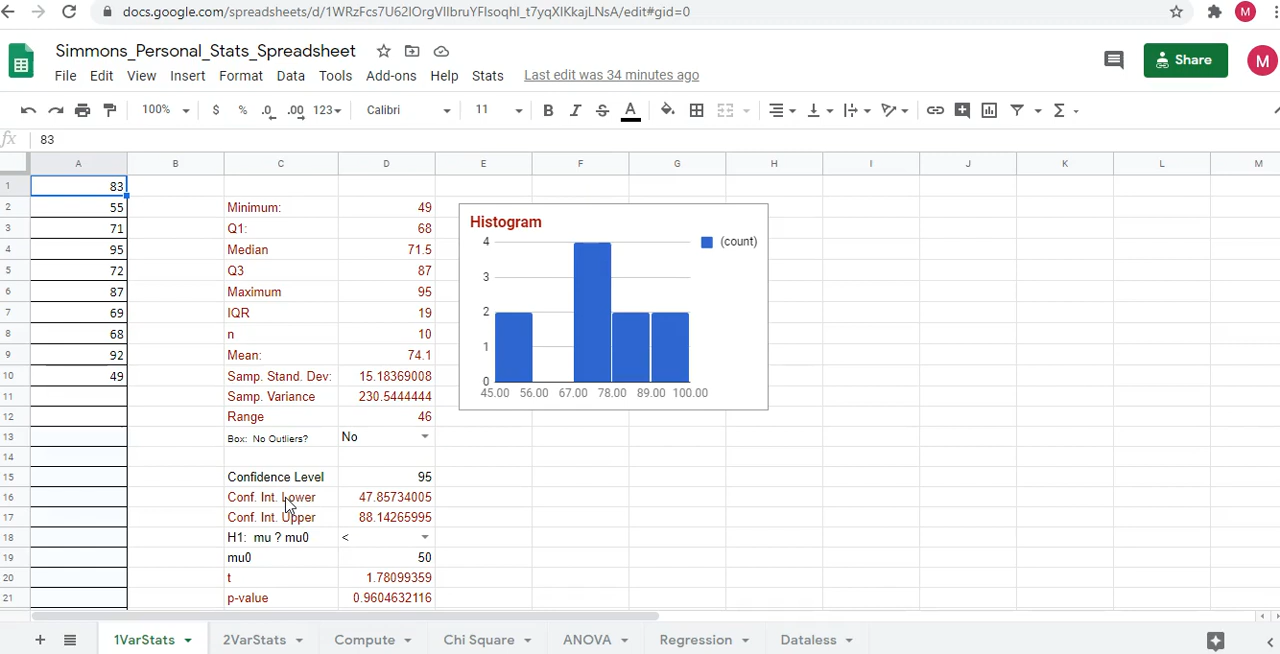 docs.google.com/spreadsheets/d/1WRzFcs7U62IOrgVIIbruYFIsoqhI_t7yqXIKkajLNsA/edit#gid=0 M
Simmons_Personal_Stats_Spreadsheet
File Edit View Insert Format Data Tools Add-ons Help Stats Last edit was 34 minutes ago Share M
100% $ % .0 .00 123 Calibri 11 B I S A Σ
fx 83
A B C D E F G H I J K L M
1 83
2 55 Minimum: 49
3 71 Q1: 68
4 95 Median 71.5
5 72 Q3 87
6 87 Maximum 95
7 69 IQR 19
8 68 n 10
9 92 Mean: 74.1
10 49 Samp. Stand. Dev: 15.18369008
11 Samp. Variance 230.5444444
12 Range 46
13 Box: No Outliers? No
14
15 Confidence Level 95
16 Conf. Int. Lower 47.85734005
17 Conf. Int. Upper 88.14265995
18 H1: mu ? mu0 <
19 mu0 50
20 t 1.78099359
21 p-value 0.9604632116
Histogram
(count)
4
3
2
1
0
45.00 56.00 67.00 78.00 89.00 100.00
1VarStats 2VarStats Compute Chi Square ANOVA Regression Dataless